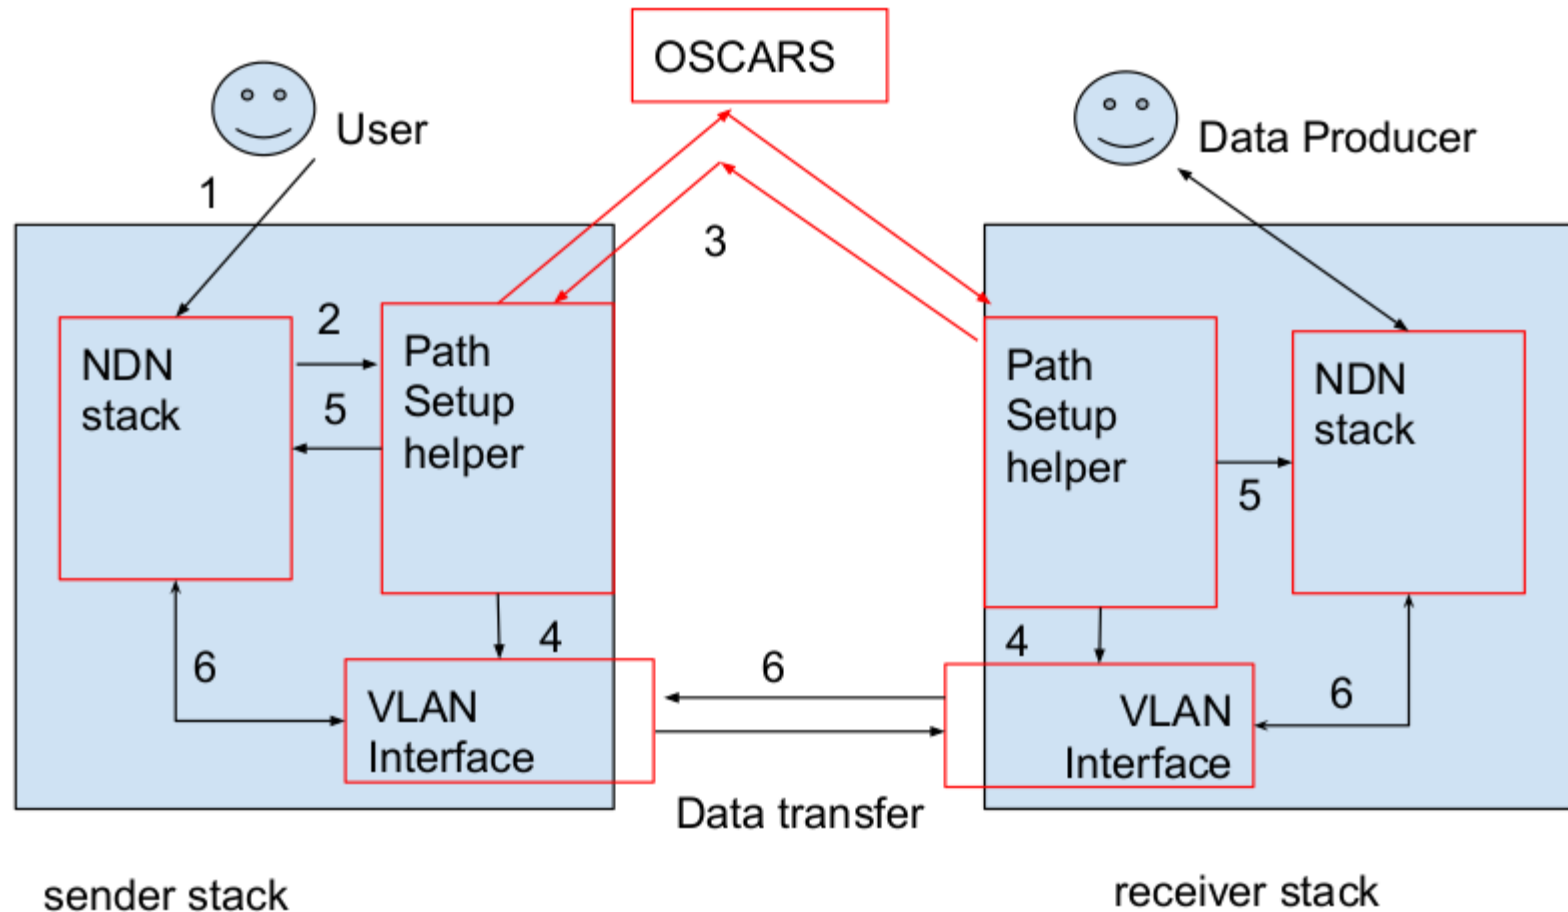 OSCARS
User
Data Producer
1
3
2
NDN
stack
Path
Setup
helper
5
Path
Setup
helper
NDN
stack
5
4
4
6
6
6
VLAN
Interface
VLAN
Interface
Data transfer
sender stack
receiver stack